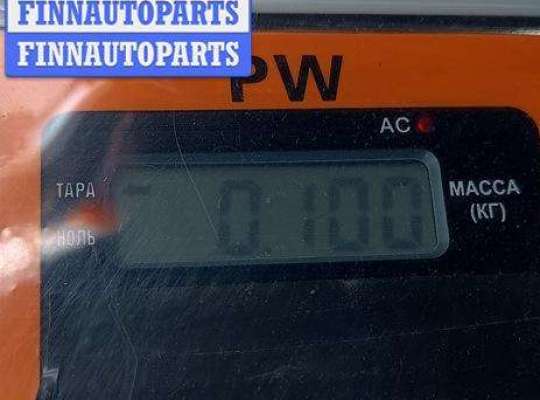 FINNAUTOPARTS
FINNAUTOPARTS
PW
AC
ТАРА
0.100
МАССА
(КГ)
НОЛЬ